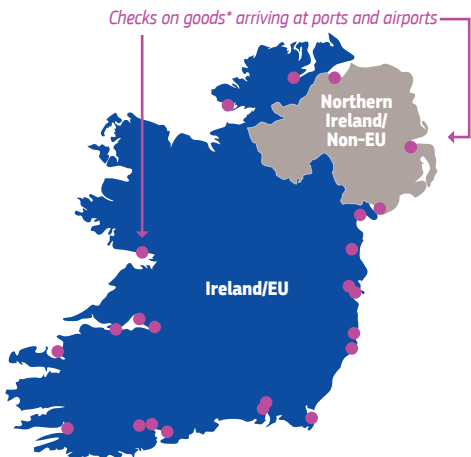 Checks on goods* arriving at ports and airports
Northern
Ireland/
Non-EU
Ireland/EU